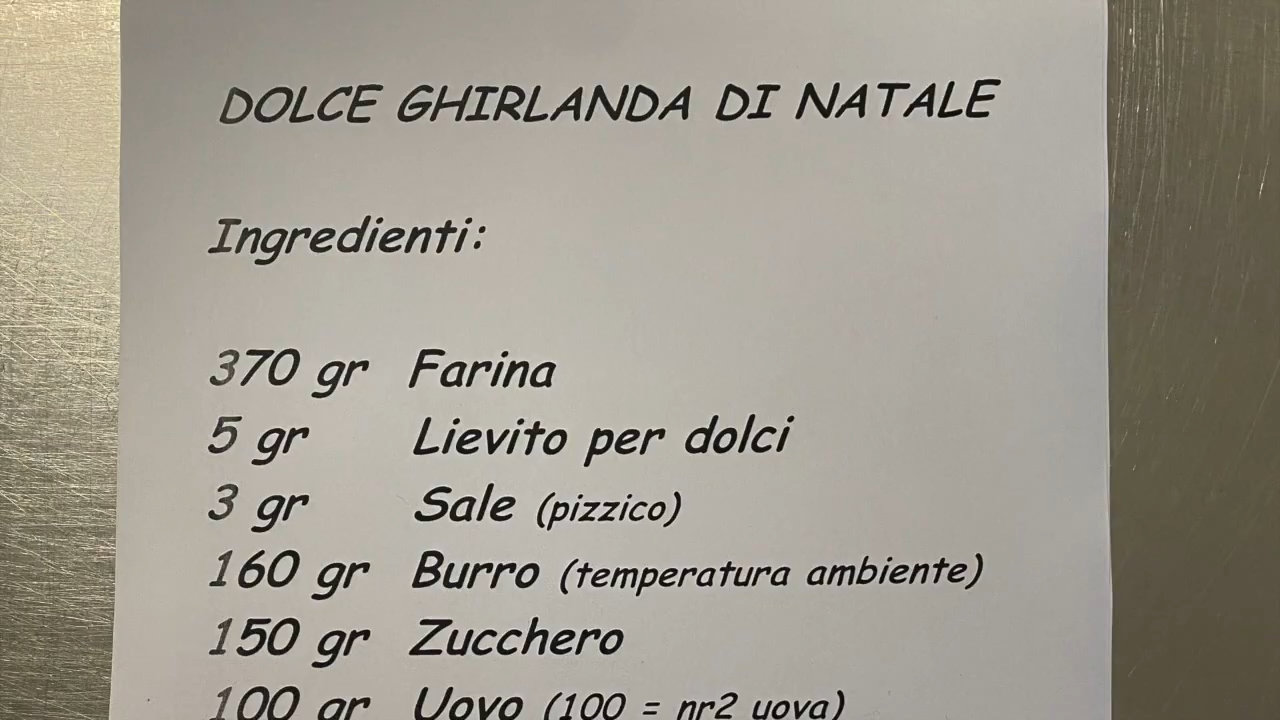 DOLCE GHIRLANDA DI NATALE
Ingredienti:
370 gr Farina
5 gr Lievito per dolci
3 gr Sale (pizzico)
160 gr Burro (temperatura ambiente)
150 gr Zucchero
100 gr Uovo (100 = nr2 uova)